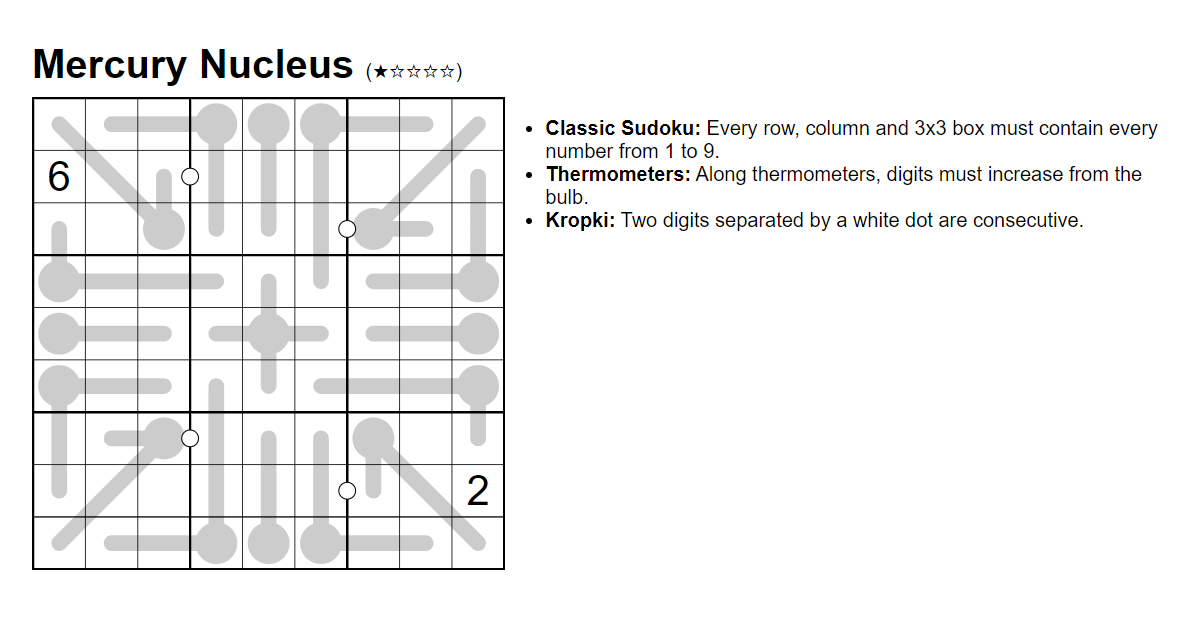 Mercury Nucleus (★☆☆☆☆)
6
2
• Classic Sudoku: Every row, column and 3x3 box must contain every
number from 1 to 9.
• Thermometers: Along thermometers, digits must increase from the
bulb.
• Kropki: Two digits separated by a white dot are consecutive.